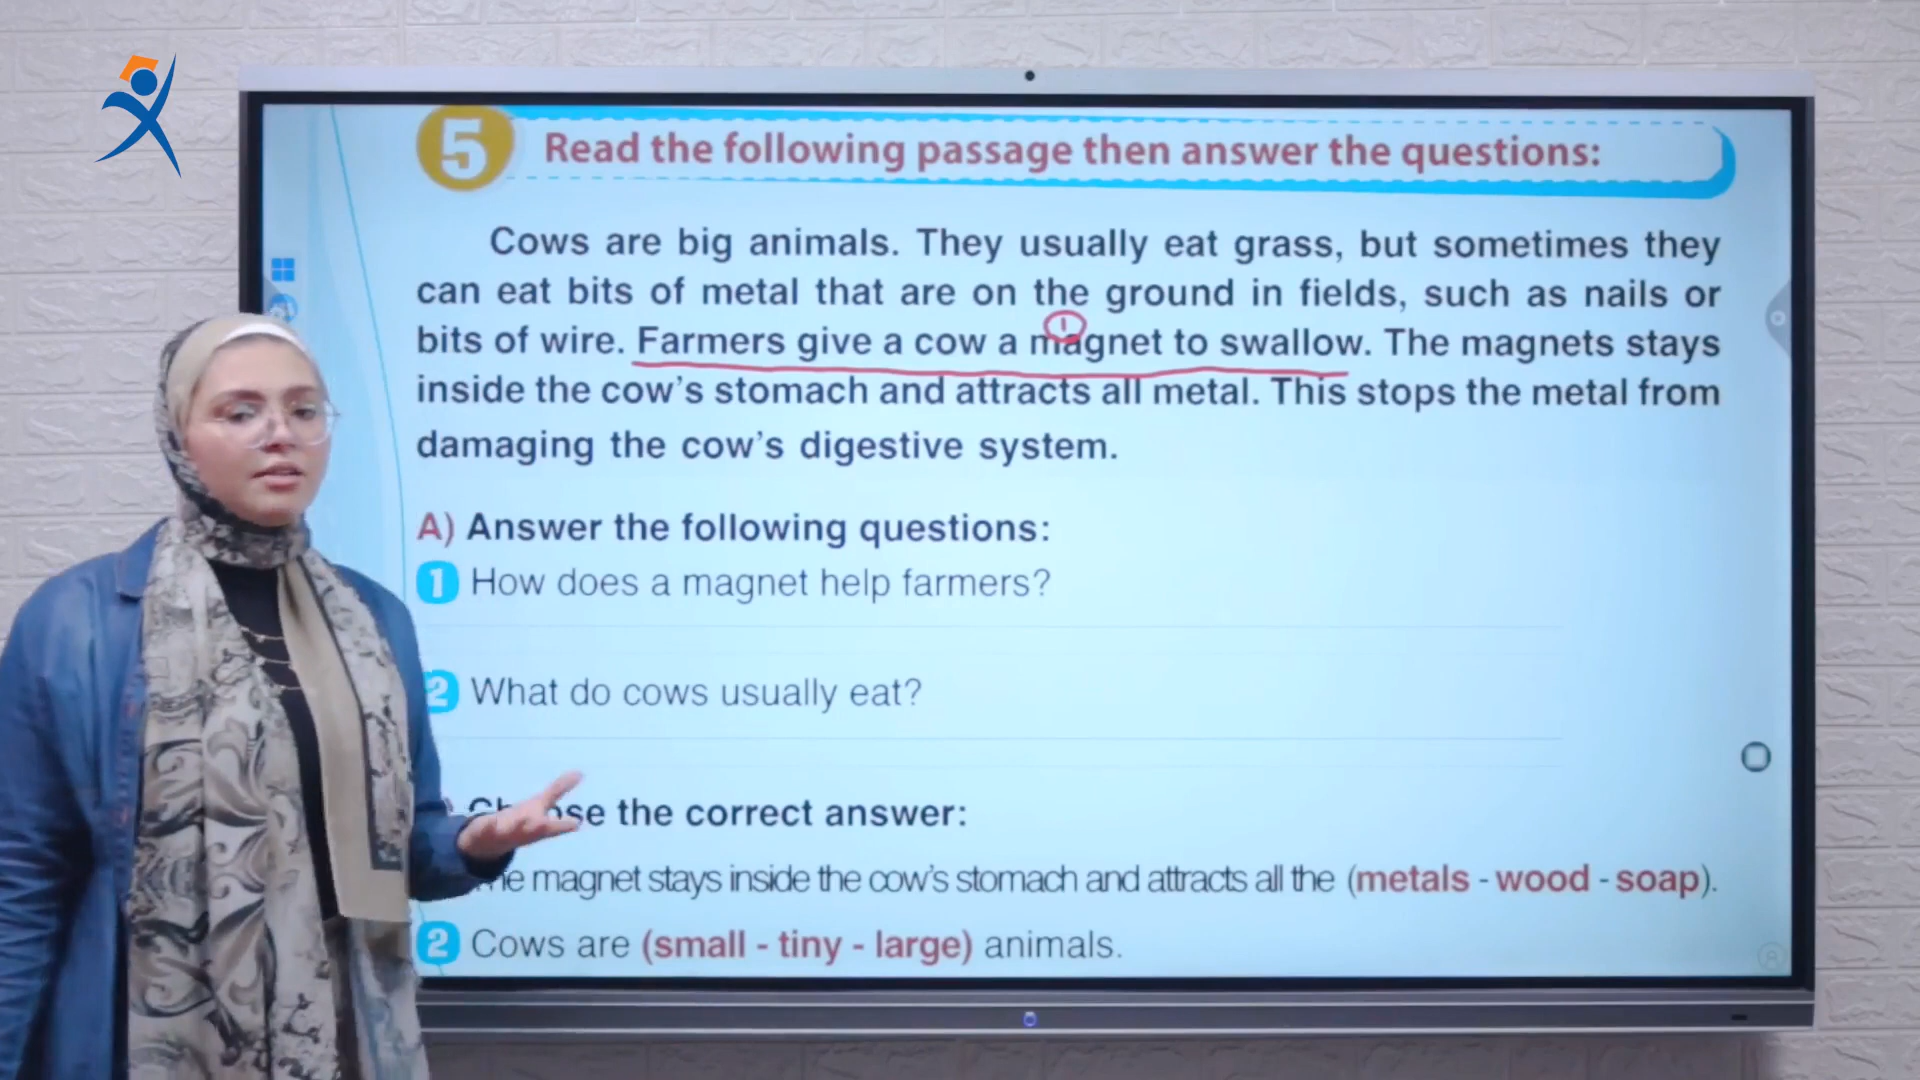 5 Read the following passage then answer the questions:
Cows are big animals. They usually eat grass, but sometimes they
can eat bits of metal that are on the ground in fields, such as nails or
bits of wire. Farmers give a cow a magnet to swallow. The magnets stays
1
inside the cow's stomach and attracts all metal. This stops the metal from
damaging the cow's digestive system.
A) Answer the following questions:
1 How does a magnet help farmers?
2 What do cows usually eat?
the correct answer:
magnet stays inside the cow's stomach and attracts all the (metals - wood - soap).
2 Cows are (small - tiny - large) animals.